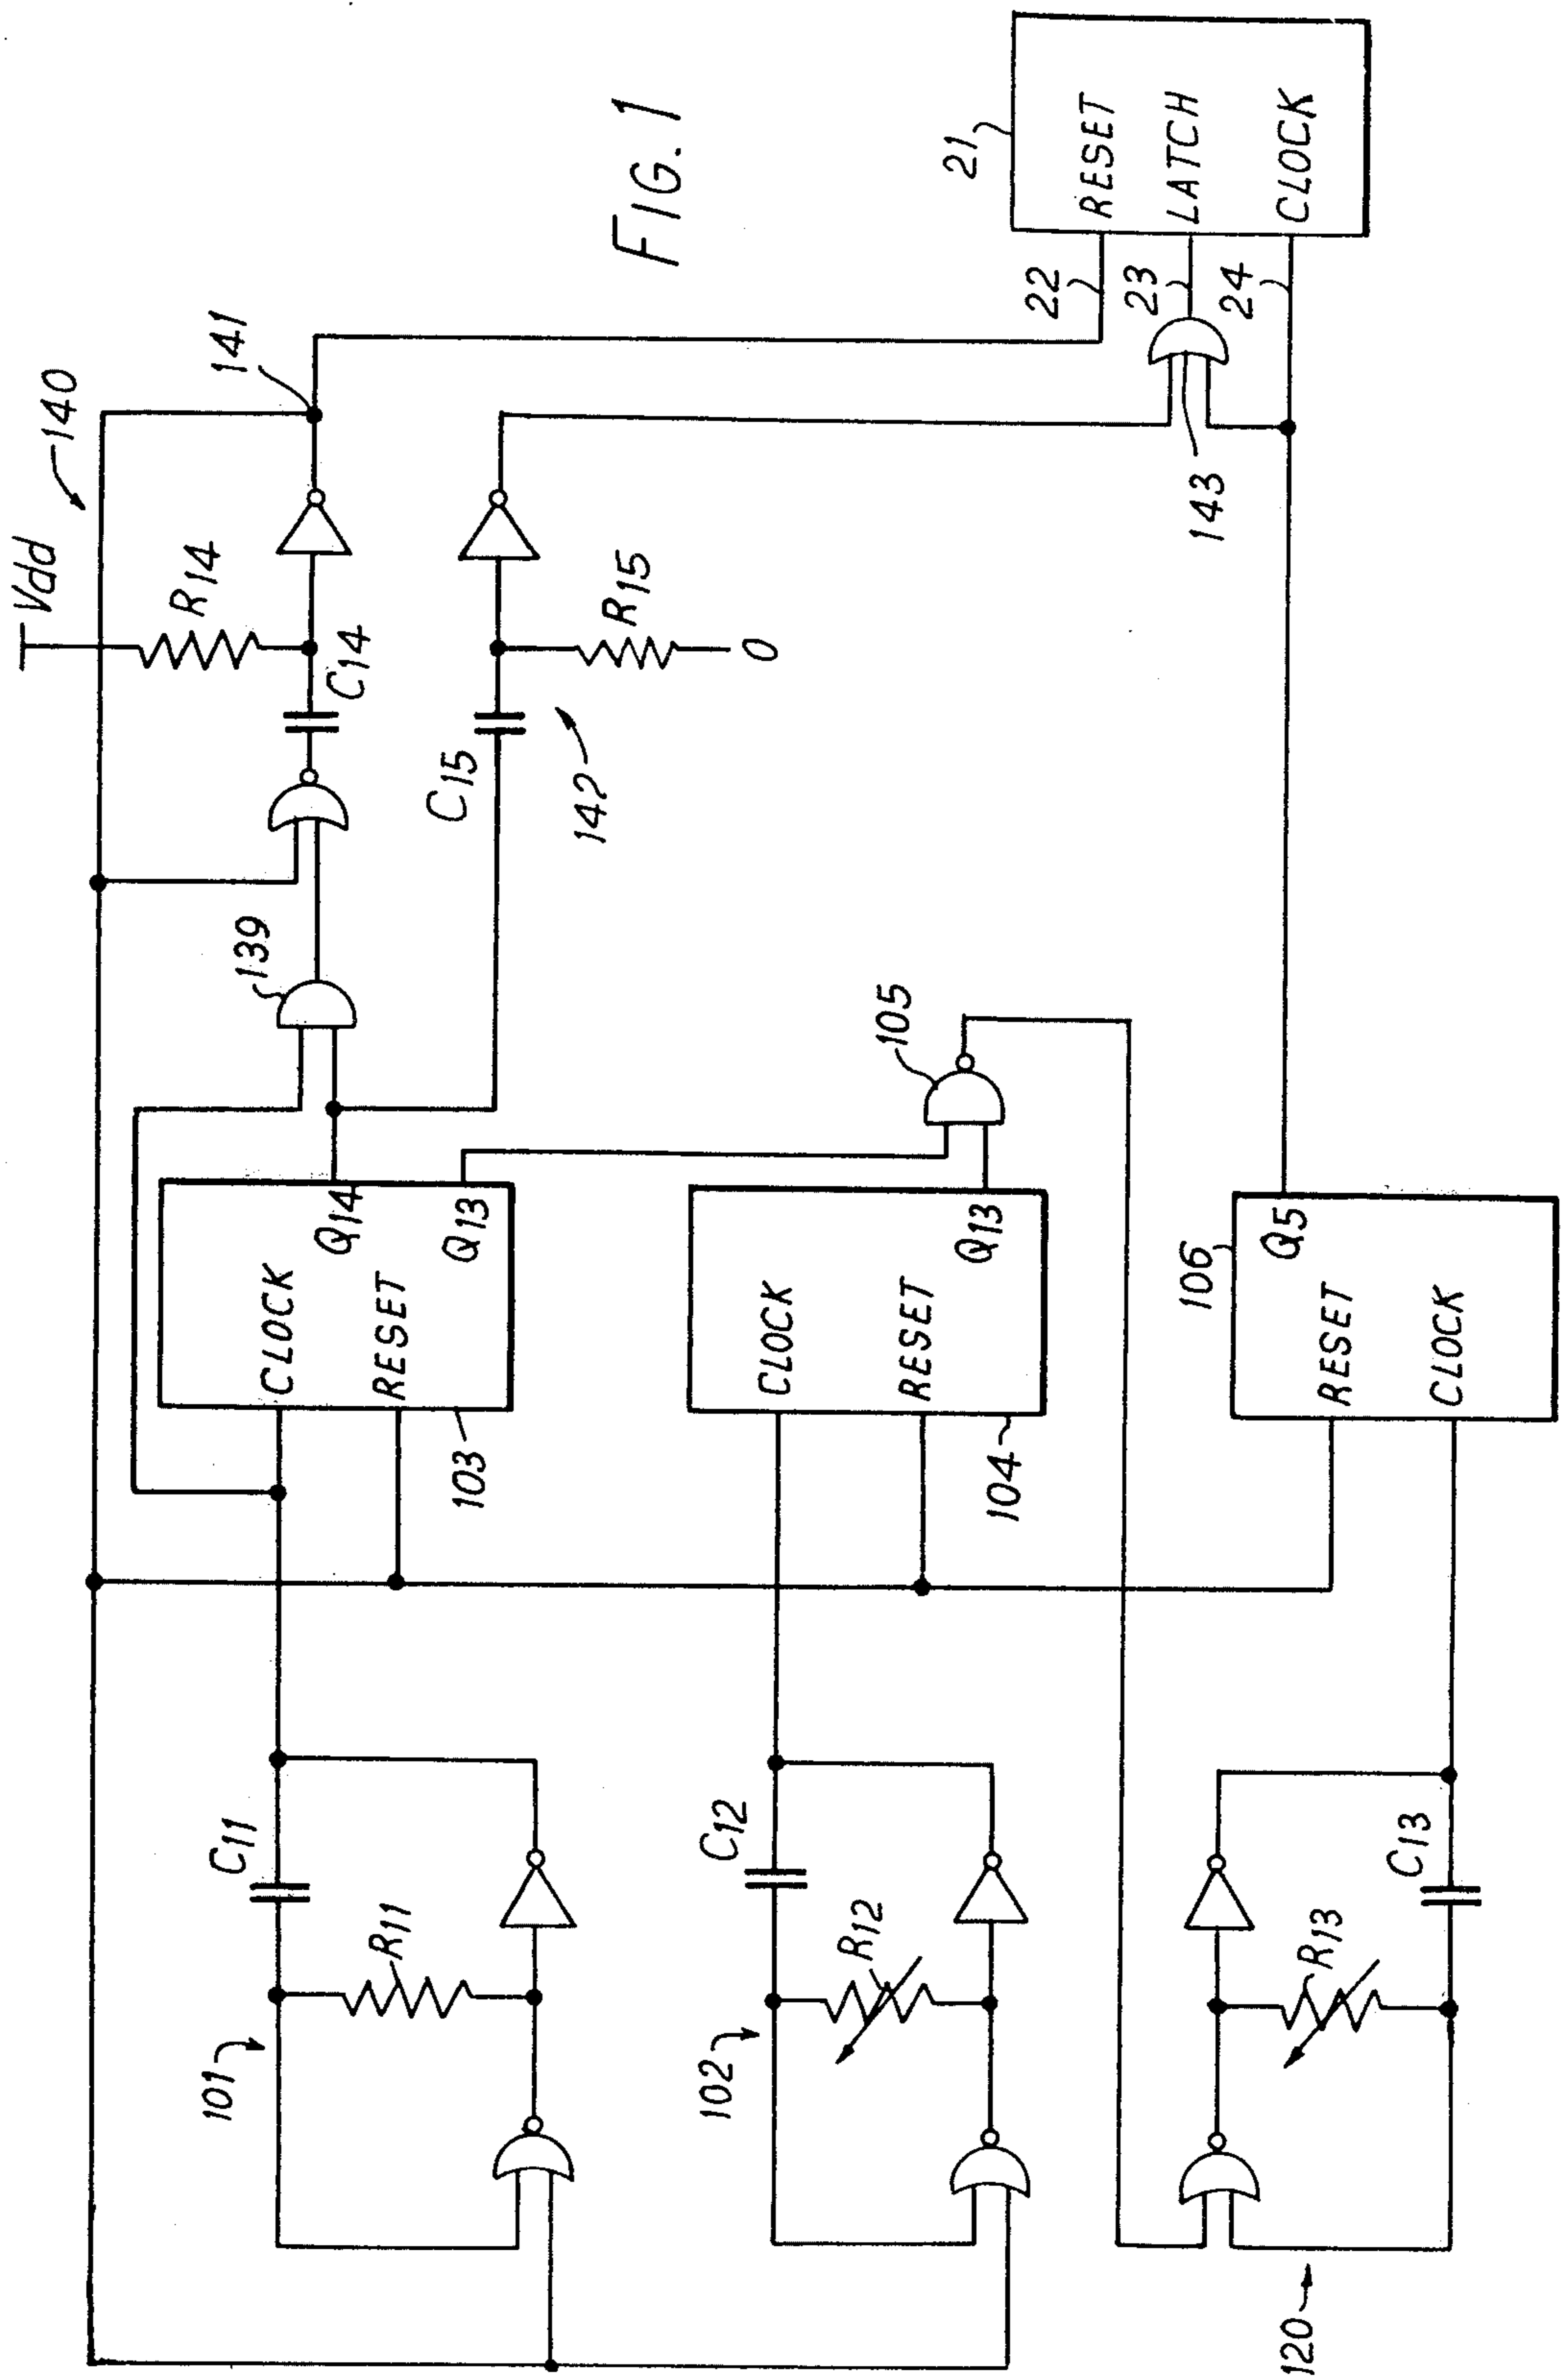 Vdd
140
141
R14
C14
139
C15
142
R15
0
FIG. 1
21
RESET
LATCH
CLOCK
22
23
24
143
CLOCK
Q14
RESET
Q13
103
CLOCK
RESET
Q13
104
105
106
Q5
RESET
CLOCK
101
C11
R11
102
C12
R12
120
C13
R13